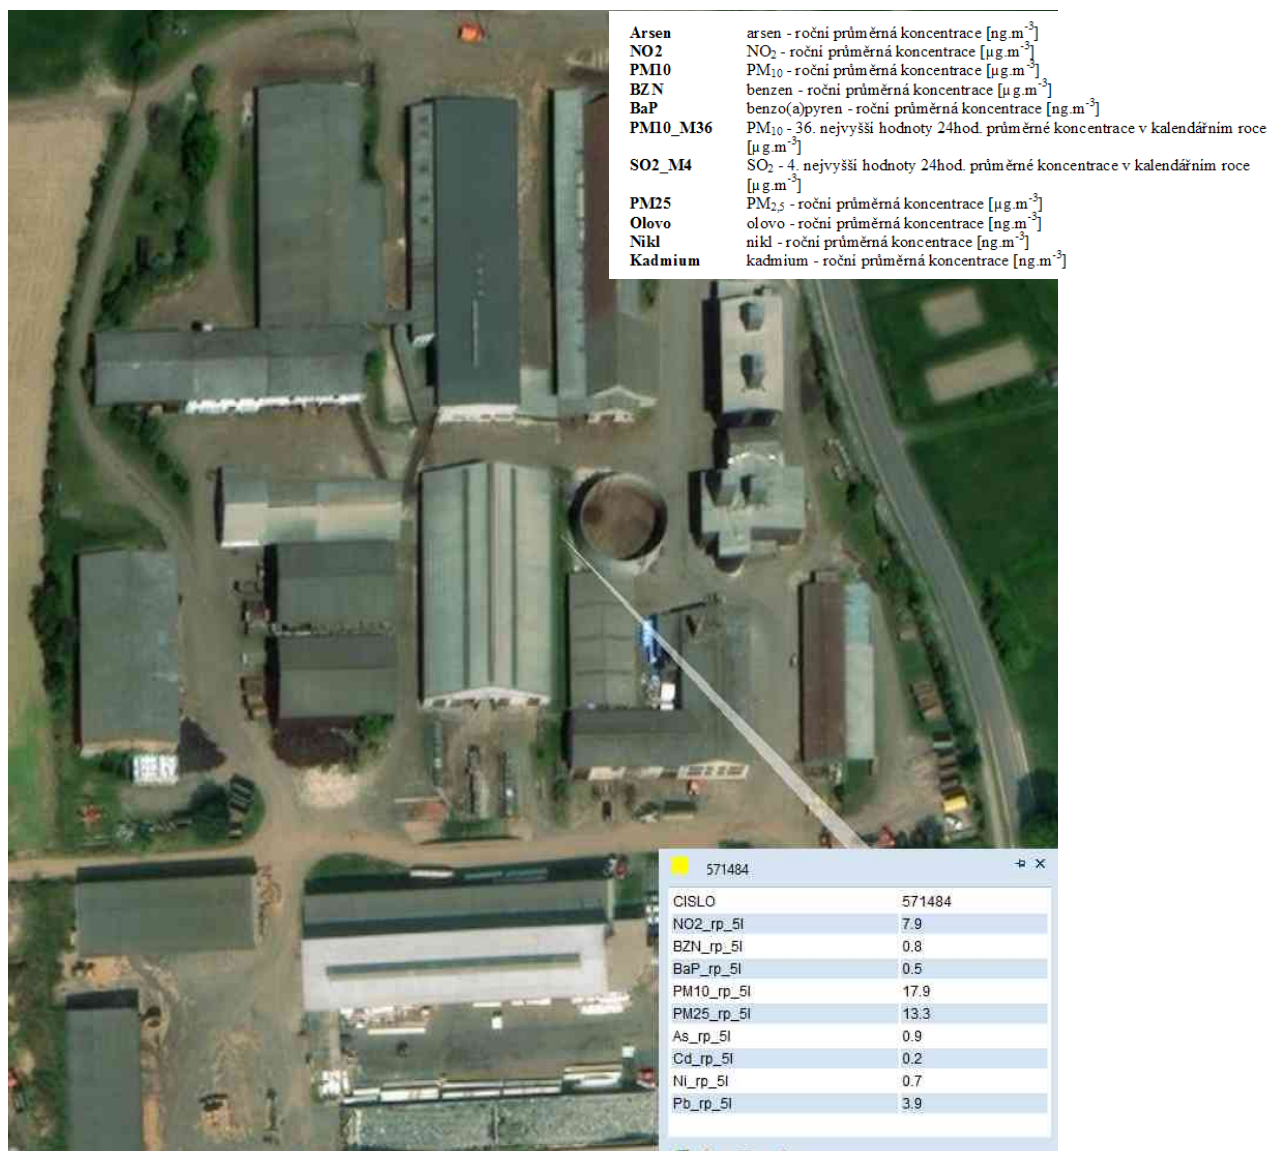 Arsen arsen - roční průměrná koncentrace [ng.m-3]
NO2 NO2 - roční průměrná koncentrace [µg.m-3]
PM10 PM10 - roční průměrná koncentrace [µg.m-3]
BZN benzen - roční průměrná koncentrace [µg.m-3]
BaP benzo(a)pyren - roční průměrná koncentrace [ng.m-3]
PM10_M36 PM10 - 36. nejvyšší hodnoty 24hod. průměrné koncentrace v kalendářním roce
[µg.m-3]
SO2_M4 SO2 - 4. nejvyšší hodnoty 24hod. průměrné koncentrace v kalendářním roce
[µg.m-3]
PM25 PM2,5 - roční průměrná koncentrace [µg.m-3]
Olovo olovo - roční průměrná koncentrace [ng.m-3]
Nikl nikl - roční průměrná koncentrace [ng.m-3]
Kadmium kadmium - roční průměrná koncentrace [ng.m-3]
571484
CISLO 571484
NO2_rp_5l 7.9
BZN_rp_5l 0.8
BaP_rp_5l 0.5
PM10_rp_5l 17.9
PM25_rp_5l 13.3
As_rp_5l 0.9
Cd_rp_5l 0.2
Ni_rp_5l 0.7
Pb_rp_5l 3.9